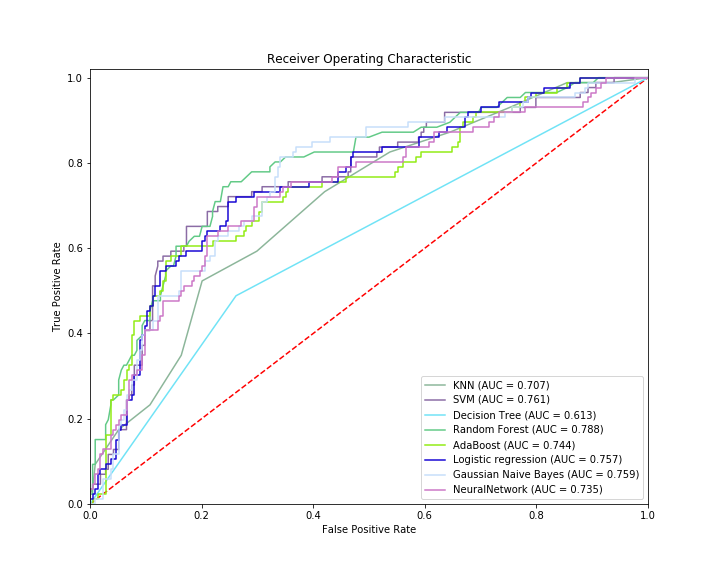 Receiver Operating Characteristic
1.0
0.8
0.6
0.4
0.2
0.0
True Positive Rate
KNN (AUC = 0.707)
SVM (AUC = 0.761)
Decision Tree (AUC = 0.613)
Random Forest (AUC = 0.788)
AdaBoost (AUC = 0.744)
Logistic regression (AUC = 0.757)
Gaussian Naive Bayes (AUC = 0.759)
NeuralNetwork (AUC = 0.735)
0.0 0.2 0.4 0.6 0.8 1.0
False Positive Rate